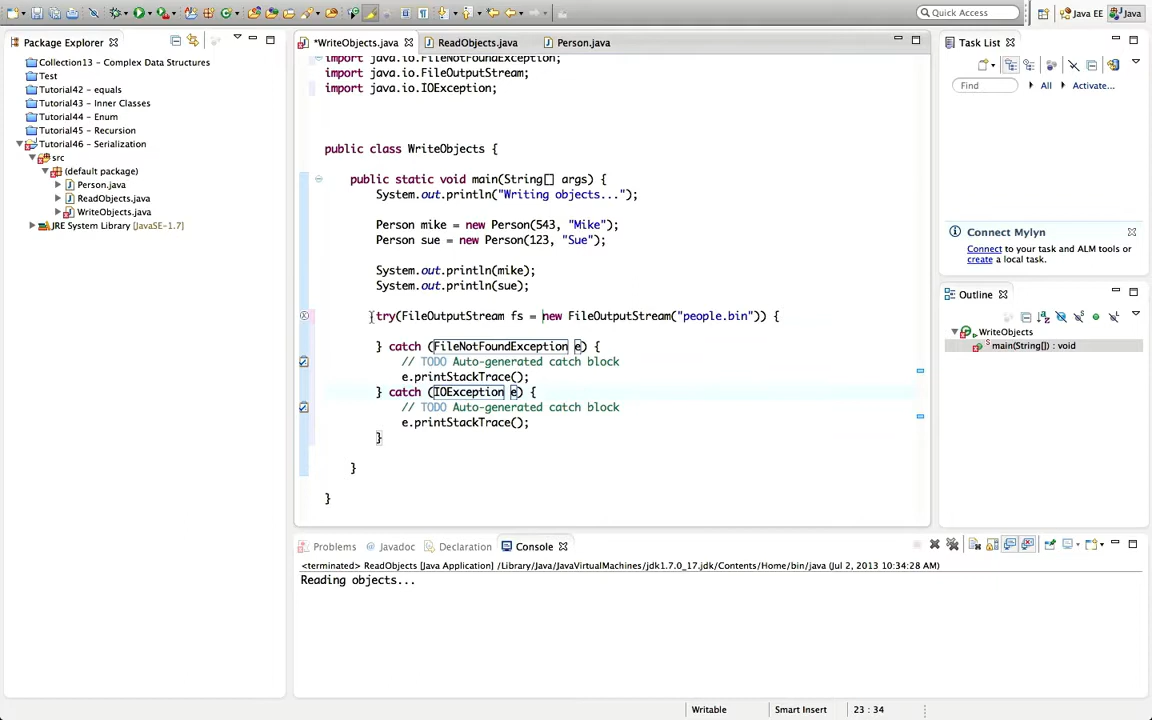 Quick Access
Java EE
Java
Package Explorer
*WriteObjects.java
ReadObjects.java
Person.java
Task List
Collection13 - Complex Data Structures
Test
Tutorial42 - equals
Tutorial43 - Inner Classes
Tutorial44 - Enum
Tutorial45 - Recursion
Tutorial46 - Serialization
src
(default package)
Person.java
ReadObjects.java
WriteObjects.java
JRE System Library [JavaSE-1.7]
import java.io.FileNotFoundException;
import java.io.FileOutputStream;
import java.io.IOException;
public class WriteObjects {
public static void main(String[] args) {
System.out.println("Writing objects...");
Person mike = new Person(543, "Mike");
Person sue = new Person(123, "Sue");
System.out.println(mike);
System.out.println(sue);
try(FileOutputStream fs = new FileOutputStream("people.bin")) {
} catch (FileNotFoundException e) {
// TODO Auto-generated catch block
e.printStackTrace();
} catch (IOException e) {
// TODO Auto-generated catch block
e.printStackTrace();
}
}
}
Find
All
Activate...
Connect Mylyn
Connect to your task and ALM tools or
create a local task.
Outline
WriteObjects
main(String[]) : void
Problems
Javadoc
Declaration
Console
<terminated> ReadObjects [Java Application] /Library/Java/JavaVirtualMachines/jdk1.7.0_17.jdk/Contents/Home/bin/java (Jul 2, 2013 10:34:28 AM)
Reading objects...
Writable
Smart Insert
23 : 34